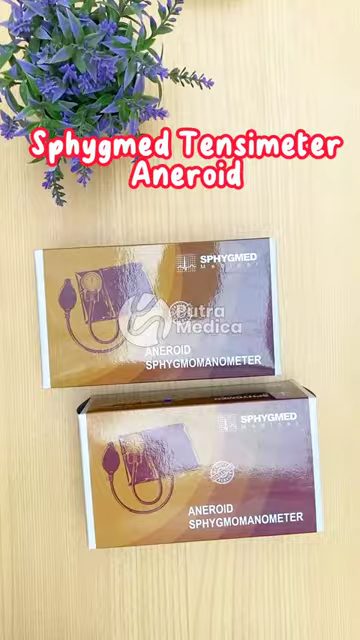 Sphygmed Tensimeter
Aneroid
SPHYGMED
Medical
Putra
Medica
ANEROID
SPHYGMOMANOMETER
SPHYGMED
Medical
ANEROID
SPHYGMOMANOMETER